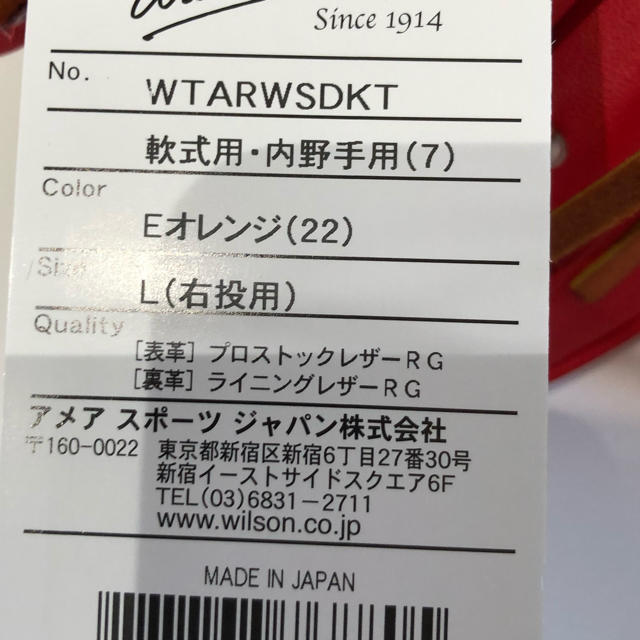 Since 1914
No.
WTARWSDKT
軟式用・内野手用(7)
Color
Eオレンジ(22)
Size
L(右投用)
Quality
[表革] プロストックレザーRG
[裏革] ライニングレザーRG
アメア スポーツ ジャパン株式会社
〒160-0022 東京都新宿区新宿6丁目27番30号
新宿イーストサイドスクエア6F
TEL(03)6831-2711
www.wilson.co.jp
MADE IN JAPAN